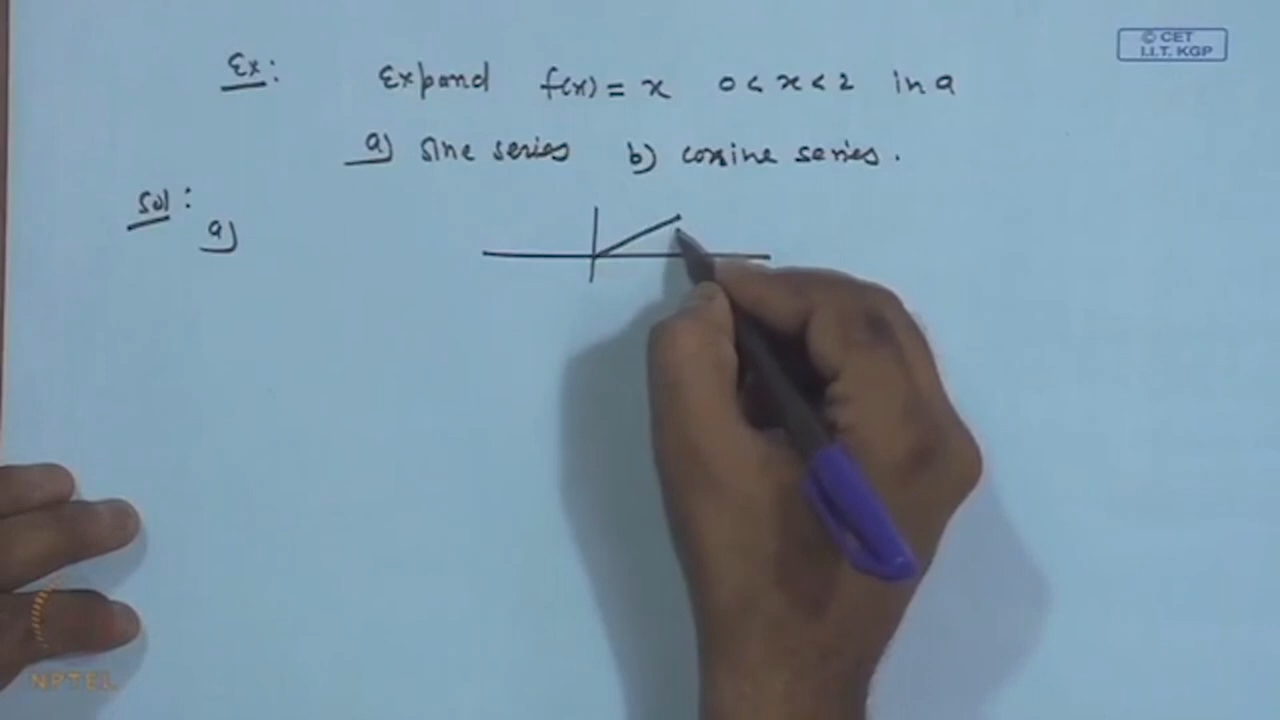 © CET
I.I.T. KGP
Ex: Expand f(x) = x 0 < x < 2 in a
a) sine series b) cosine series.
Sol:
a)
NPTEL